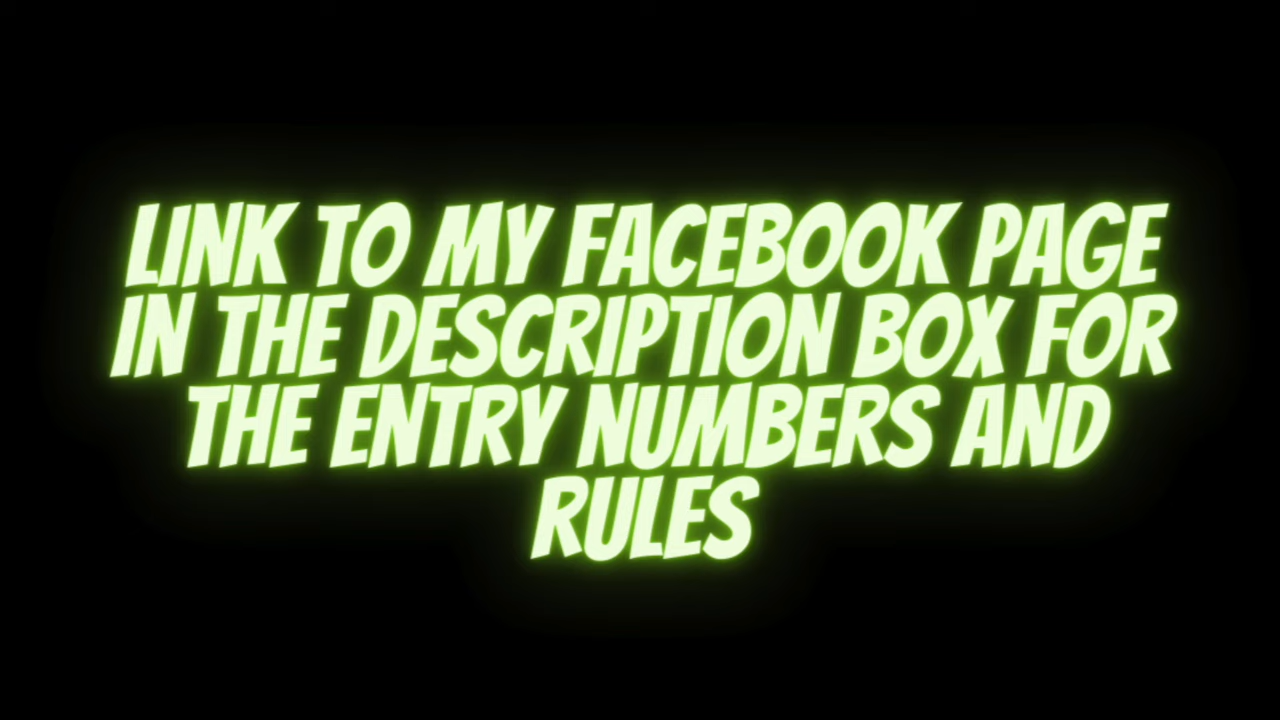 LINK TO MY FACEBOOK PAGE
IN THE DESCRIPTION BOX FOR
THE ENTRY NUMBERS AND
RULES